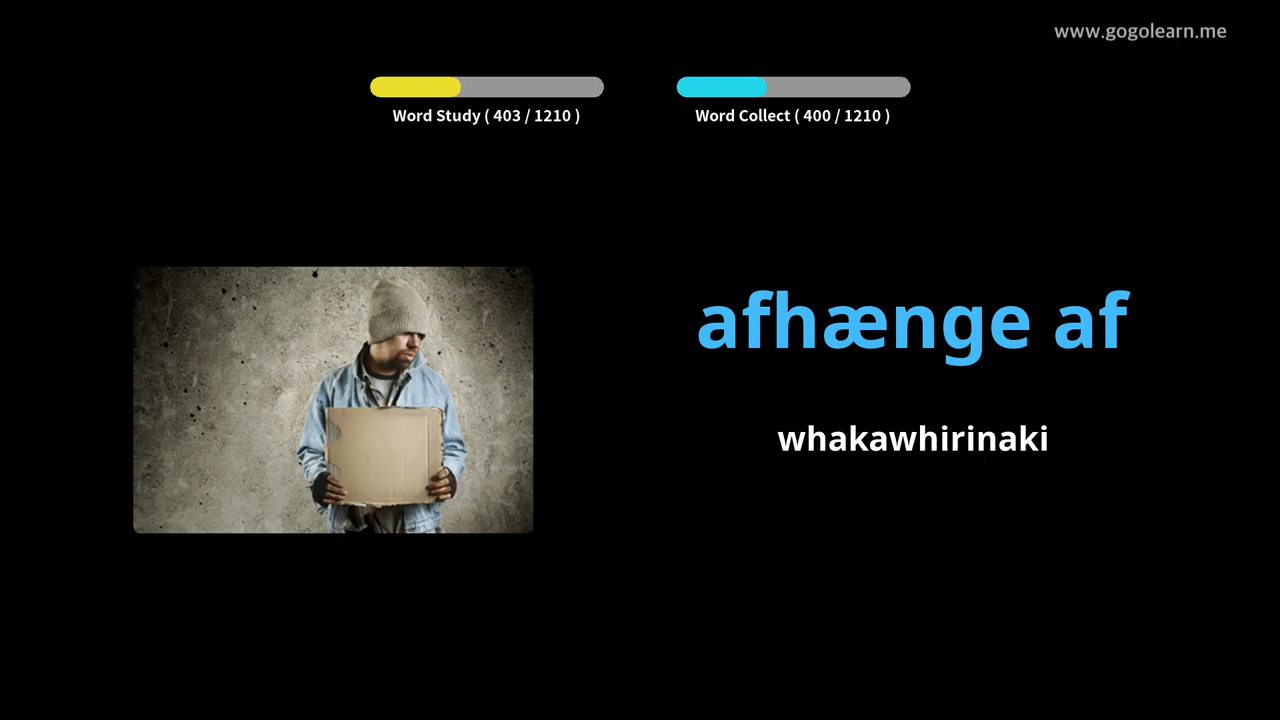 www.gogolearn.me
Word Study ( 403 / 1210 )
Word Collect ( 400 / 1210 )
afhænge af
whakawhirinaki